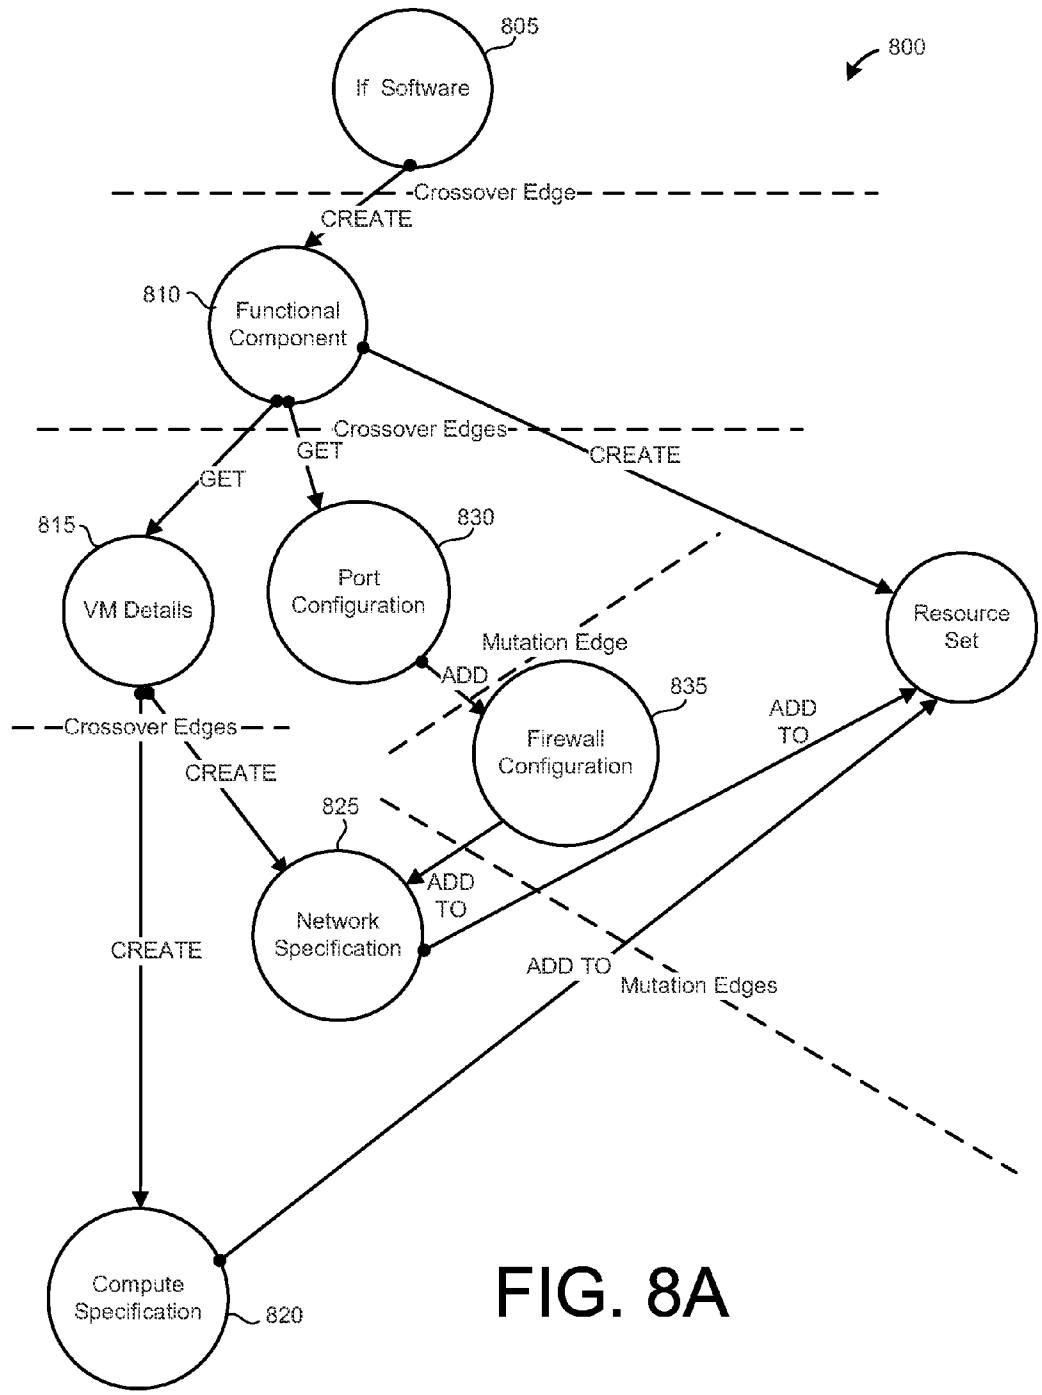 805
800
If Software
Crossover Edge
CREATE
810
Functional
Component
Crossover Edges
GET
CREATE
GET
815
830
Port
Configuration
VM Details
Resource
Set
Mutation Edge
ADD
835
Crossover Edges
ADD
TO
Firewall
Configuration
CREATE
825
ADD
TO
Network
Specification
CREATE
ADD TO
Mutation Edges
Compute
Specification
820
FIG. 8A